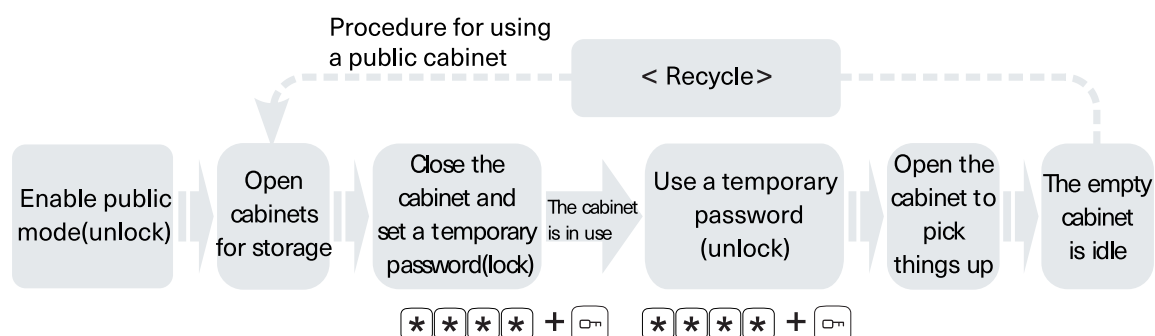 Procedure for using
a public cabinet
< Recycle>
Enable public
mode(unlock)
Open
cabinets
for storage
Close the
cabinet and
set a temporary
password(lock)
The cabinet
is in use
Use a temporary
password
(unlock)
Open the
cabinet to
pick
things up
The empty
cabinet
is idle
* * * * +
* * * * +